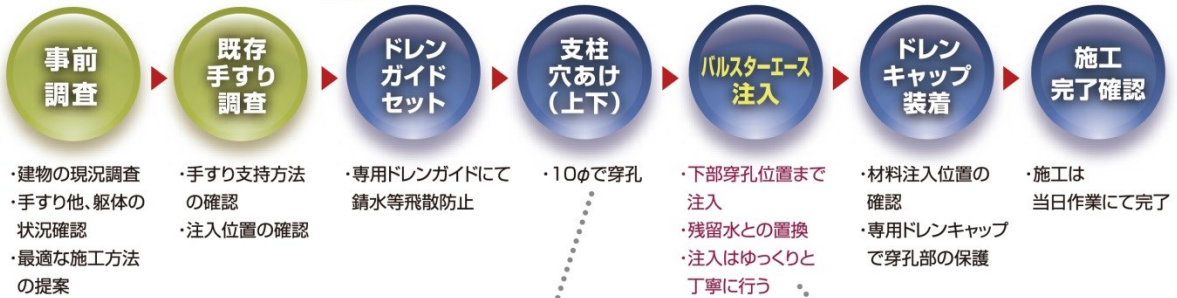 事前
調査
・建物の現況調査
・手すり他、躯体の
状況確認
・最適な施工方法
の提案
既存
手すり
調査
・手すり支持方法
の確認
・注入位置の確認
ドレン
ガイド
セット
・専用ドレンガイドにて
錆水等飛散防止
支柱
穴あけ
（上下）
・10φで穿孔
バルスターエース
注入
・下部穿孔位置まで
注入
・残留水との置換
・注入はゆっくりと
丁寧に行う
ドレン
キャップ
装着
・材料注入位置の
確認
・専用ドレンキャップ
で穿孔部の保護
施工
完了確認
・施工は
当日作業にて完了